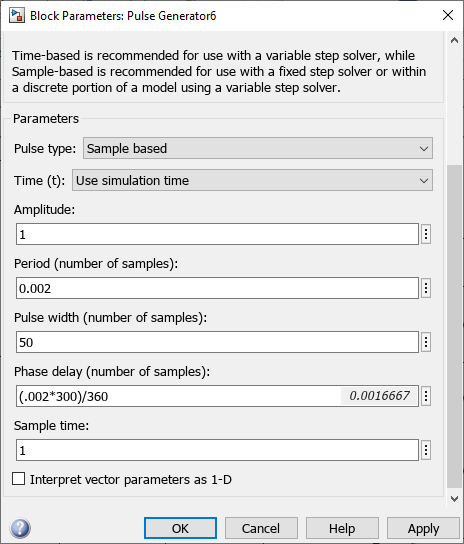 Block Parameters: Pulse Generator6
Time-based is recommended for use with a variable step solver, while
Sample-based is recommended for use with a fixed step solver or within
a discrete portion of a model using a variable step solver.
Parameters
Pulse type: Sample based
Time (t): Use simulation time
Amplitude:
1
Period (number of samples):
0.002
Pulse width (number of samples):
50
Phase delay (number of samples):
(.002*300)/360 0.0016667
Sample time:
1
Interpret vector parameters as 1-D
? OK Cancel Help Apply